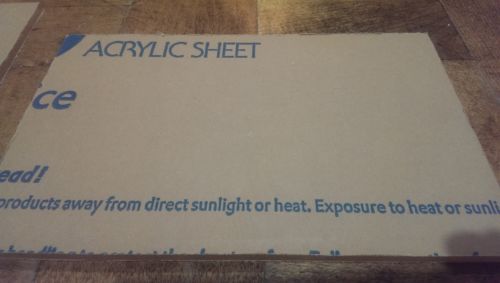 ACRYLIC SHEET
ce
ead!
products away from direct sunlight or heat. Exposure to heat or sunli